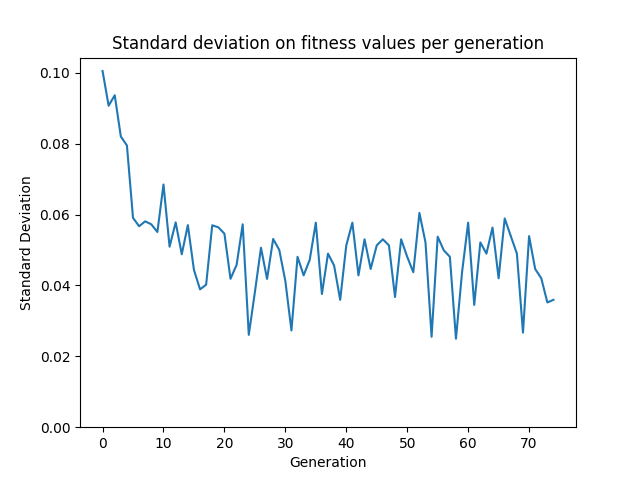 Standard deviation on fitness values per generation
Standard Deviation
0.10
0.08
0.06
0.04
0.02
0.00
0 10 20 30 40 50 60 70
Generation